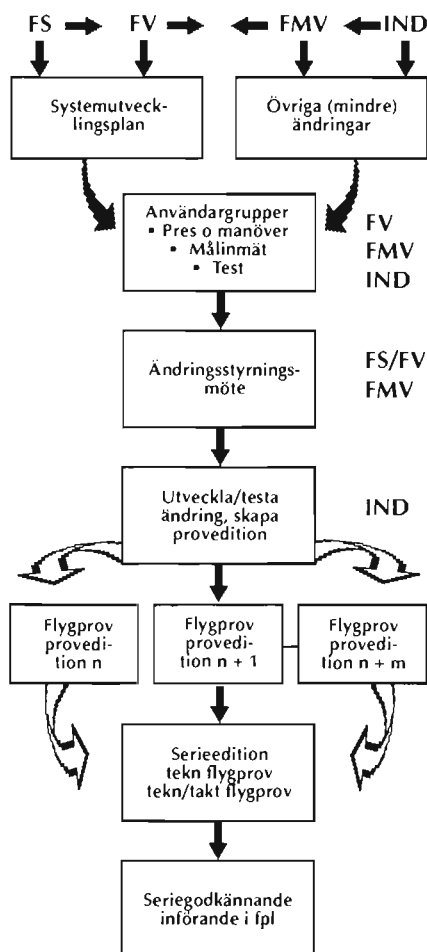 FS FV FMV IND
Systemutveck-
lingsplan
Övriga (mindre)
ändringar
Användargrupper
▪ Pres o manöver
▪ Målinmät
▪ Test
FV
FMV
IND
Ändringsstyrnings-
möte
FS/FV
FMV
Utveckla/testa
ändring, skapa
provedition
IND
Flygprov
provedi-
tion n
Flygprov
provedi-
tion n + 1
Flygprov
provedi-
tion n + m
Serieedition
tekn flygprov
tekn/takt flygprov
Seriegodkännande
införande i fpl